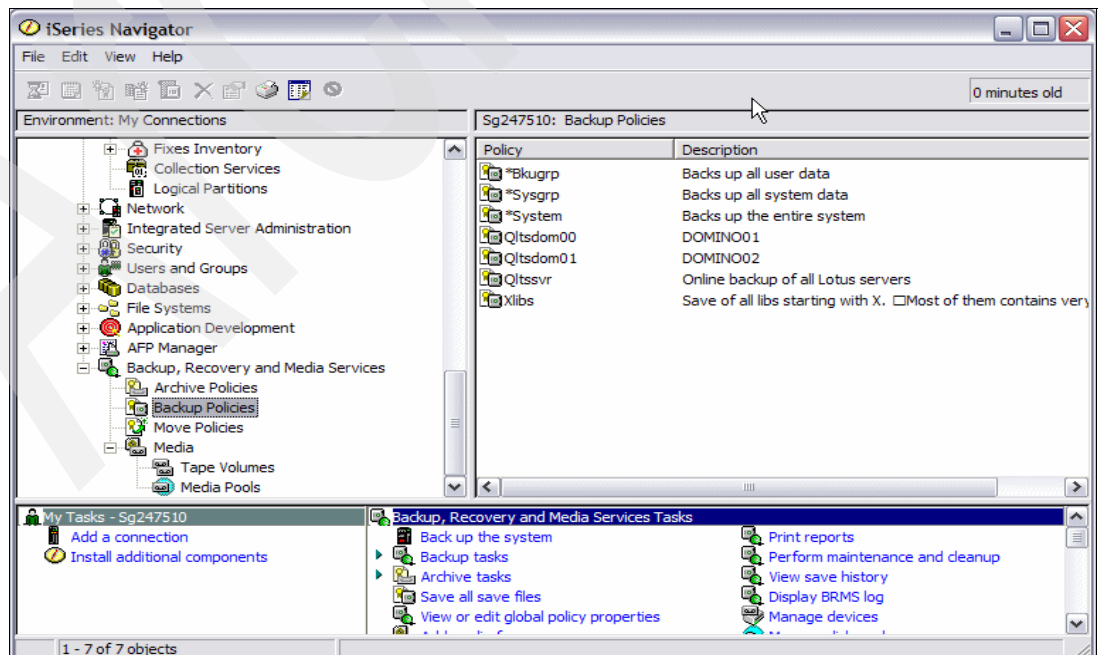 iSeries Navigator
File Edit View Help
0 minutes old
Environment: My Connections
Sg247510: Backup Policies
Fixes Inventory
Collection Services
Logical Partitions
Network
Integrated Server Administration
Security
Users and Groups
Databases
File Systems
Application Development
AFP Manager
Backup, Recovery and Media Services
Archive Policies
Backup Policies
Move Policies
Media
Tape Volumes
Media Pools
Policy Description
*Bkugrp Backs up all user data
*Sysgrp Backs up all system data
*System Backs up the entire system
Qltsdom00 DOMINO01
Qltsdom01 DOMINO02
Qltssvr Online backup of all Lotus servers
Xlibs Save of all libs starting with X. □Most of them contains very
My Tasks - Sg247510
Add a connection
Install additional components
Backup, Recovery and Media Services Tasks
Back up the system
Backup tasks
Archive tasks
Save all save files
View or edit global policy properties
Print reports
Perform maintenance and cleanup
View save history
Display BRMS log
Manage devices
1 - 7 of 7 objects